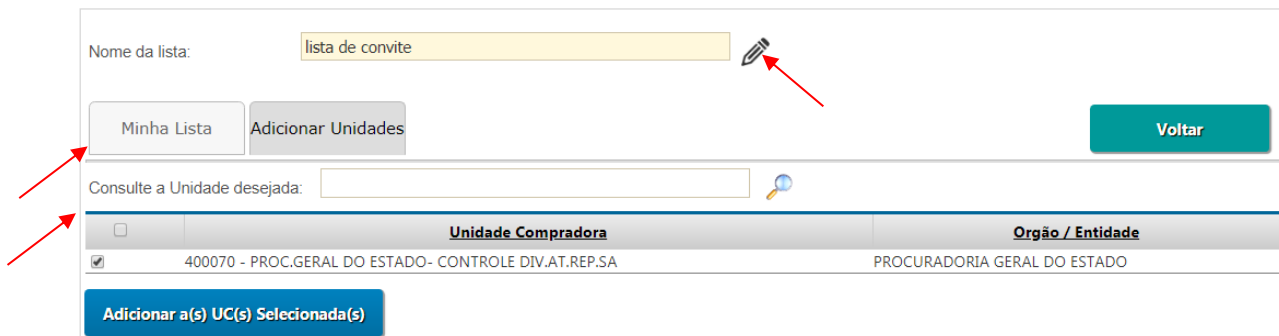 Nome da lista: lista de convite
Minha Lista Adicionar Unidades Voltar
Consulte a Unidade desejada:
Unidade Compradora Orgão / Entidade
400070 - PROC.GERAL DO ESTADO- CONTROLE DIV.AT.REP.SA PROCURADORIA GERAL DO ESTADO
Adicionar a(s) UC(s) Selecionada(s)